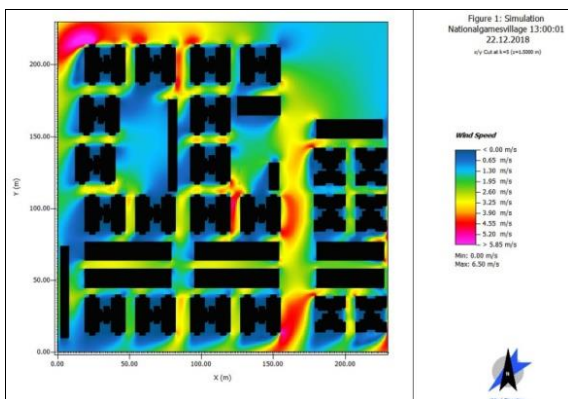 Figure 1: Simulation
Nationalgamesvillage 13:00:01
22.12.2018
x/y Cut at k=5 (z=1.8000 m)
Wind Speed
< 0.00 m/s
0.65 m/s
1.30 m/s
1.95 m/s
2.60 m/s
3.25 m/s
3.90 m/s
4.55 m/s
5.20 m/s
> 5.85 m/s
Min: 0.00 m/s
Max: 6.50 m/s
Y (m)
200.00
150.00
100.00
50.00
0.00
0.00 50.00 100.00 150.00 200.00
X (m)
N